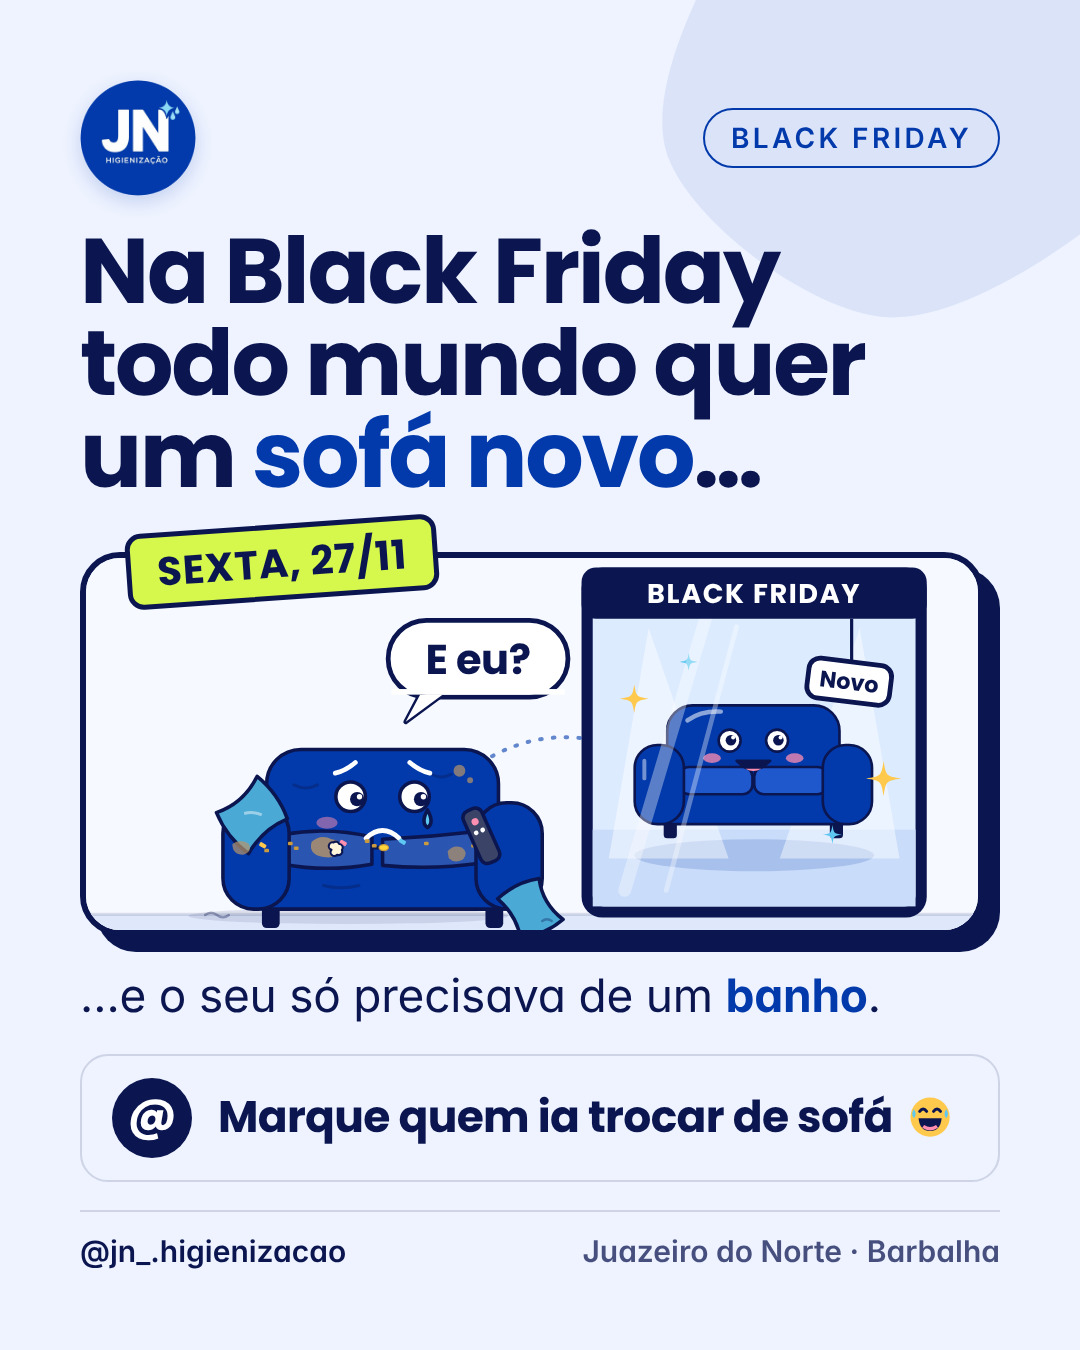 JN
HIGIENIZAÇÃO
BLACK FRIDAY
Na Black Friday
todo mundo quer
um sofá novo...
SEXTA, 27/11
BLACK FRIDAY
E eu?
Novo
...e o seu só precisava de um banho.
@ Marque quem ia trocar de sofá 😅
@jn_.higienizacao
Juazeiro do Norte · Barbalha